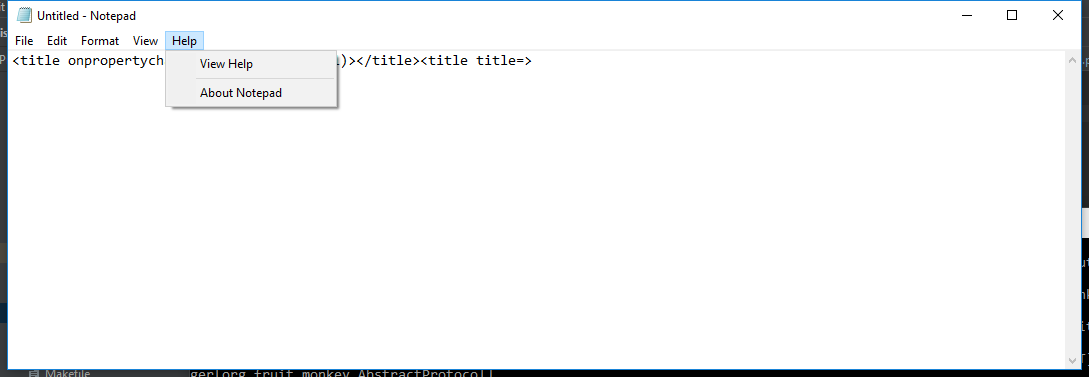 Untitled - Notepad
File Edit Format View Help
<title onpropertych )></title><title title=>
View Help
About Notepad
Makefile
ger[org.fruit.monkey.AbstractProtocol]